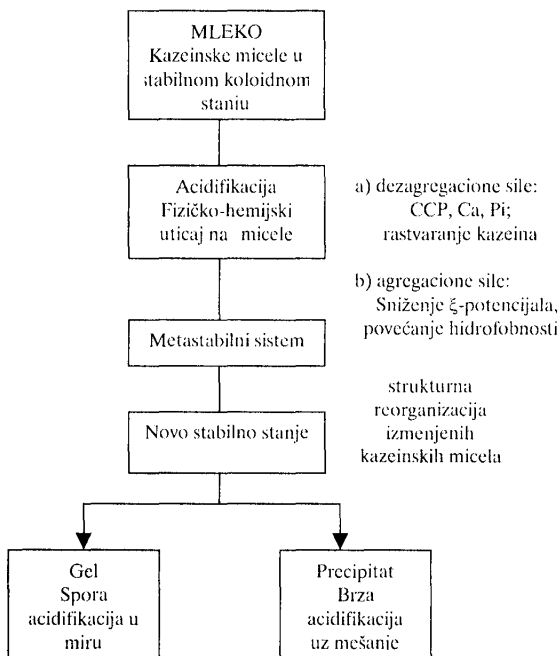 MLEKO
Kazeinske micele u
stabilnom koloidnom
staniu
Acidifikacija
Fizičko-hemijski
uticaj na micele
a) dezagregacione sile:
CCP, Ca, Pi;
rastvaranje kazeina
b) agregacione sile:
Sniženje ξ-potencijala,
povećanje hidrofobnosti
Metastabilni sistem
strukturna
reorganizacija
izmenjenih
kazeinskih micela
Novo stabilno stanje
Gel
Spora
acidifikacija u
miru
Precipitat
Brza
acidifikacija
uz mešanje